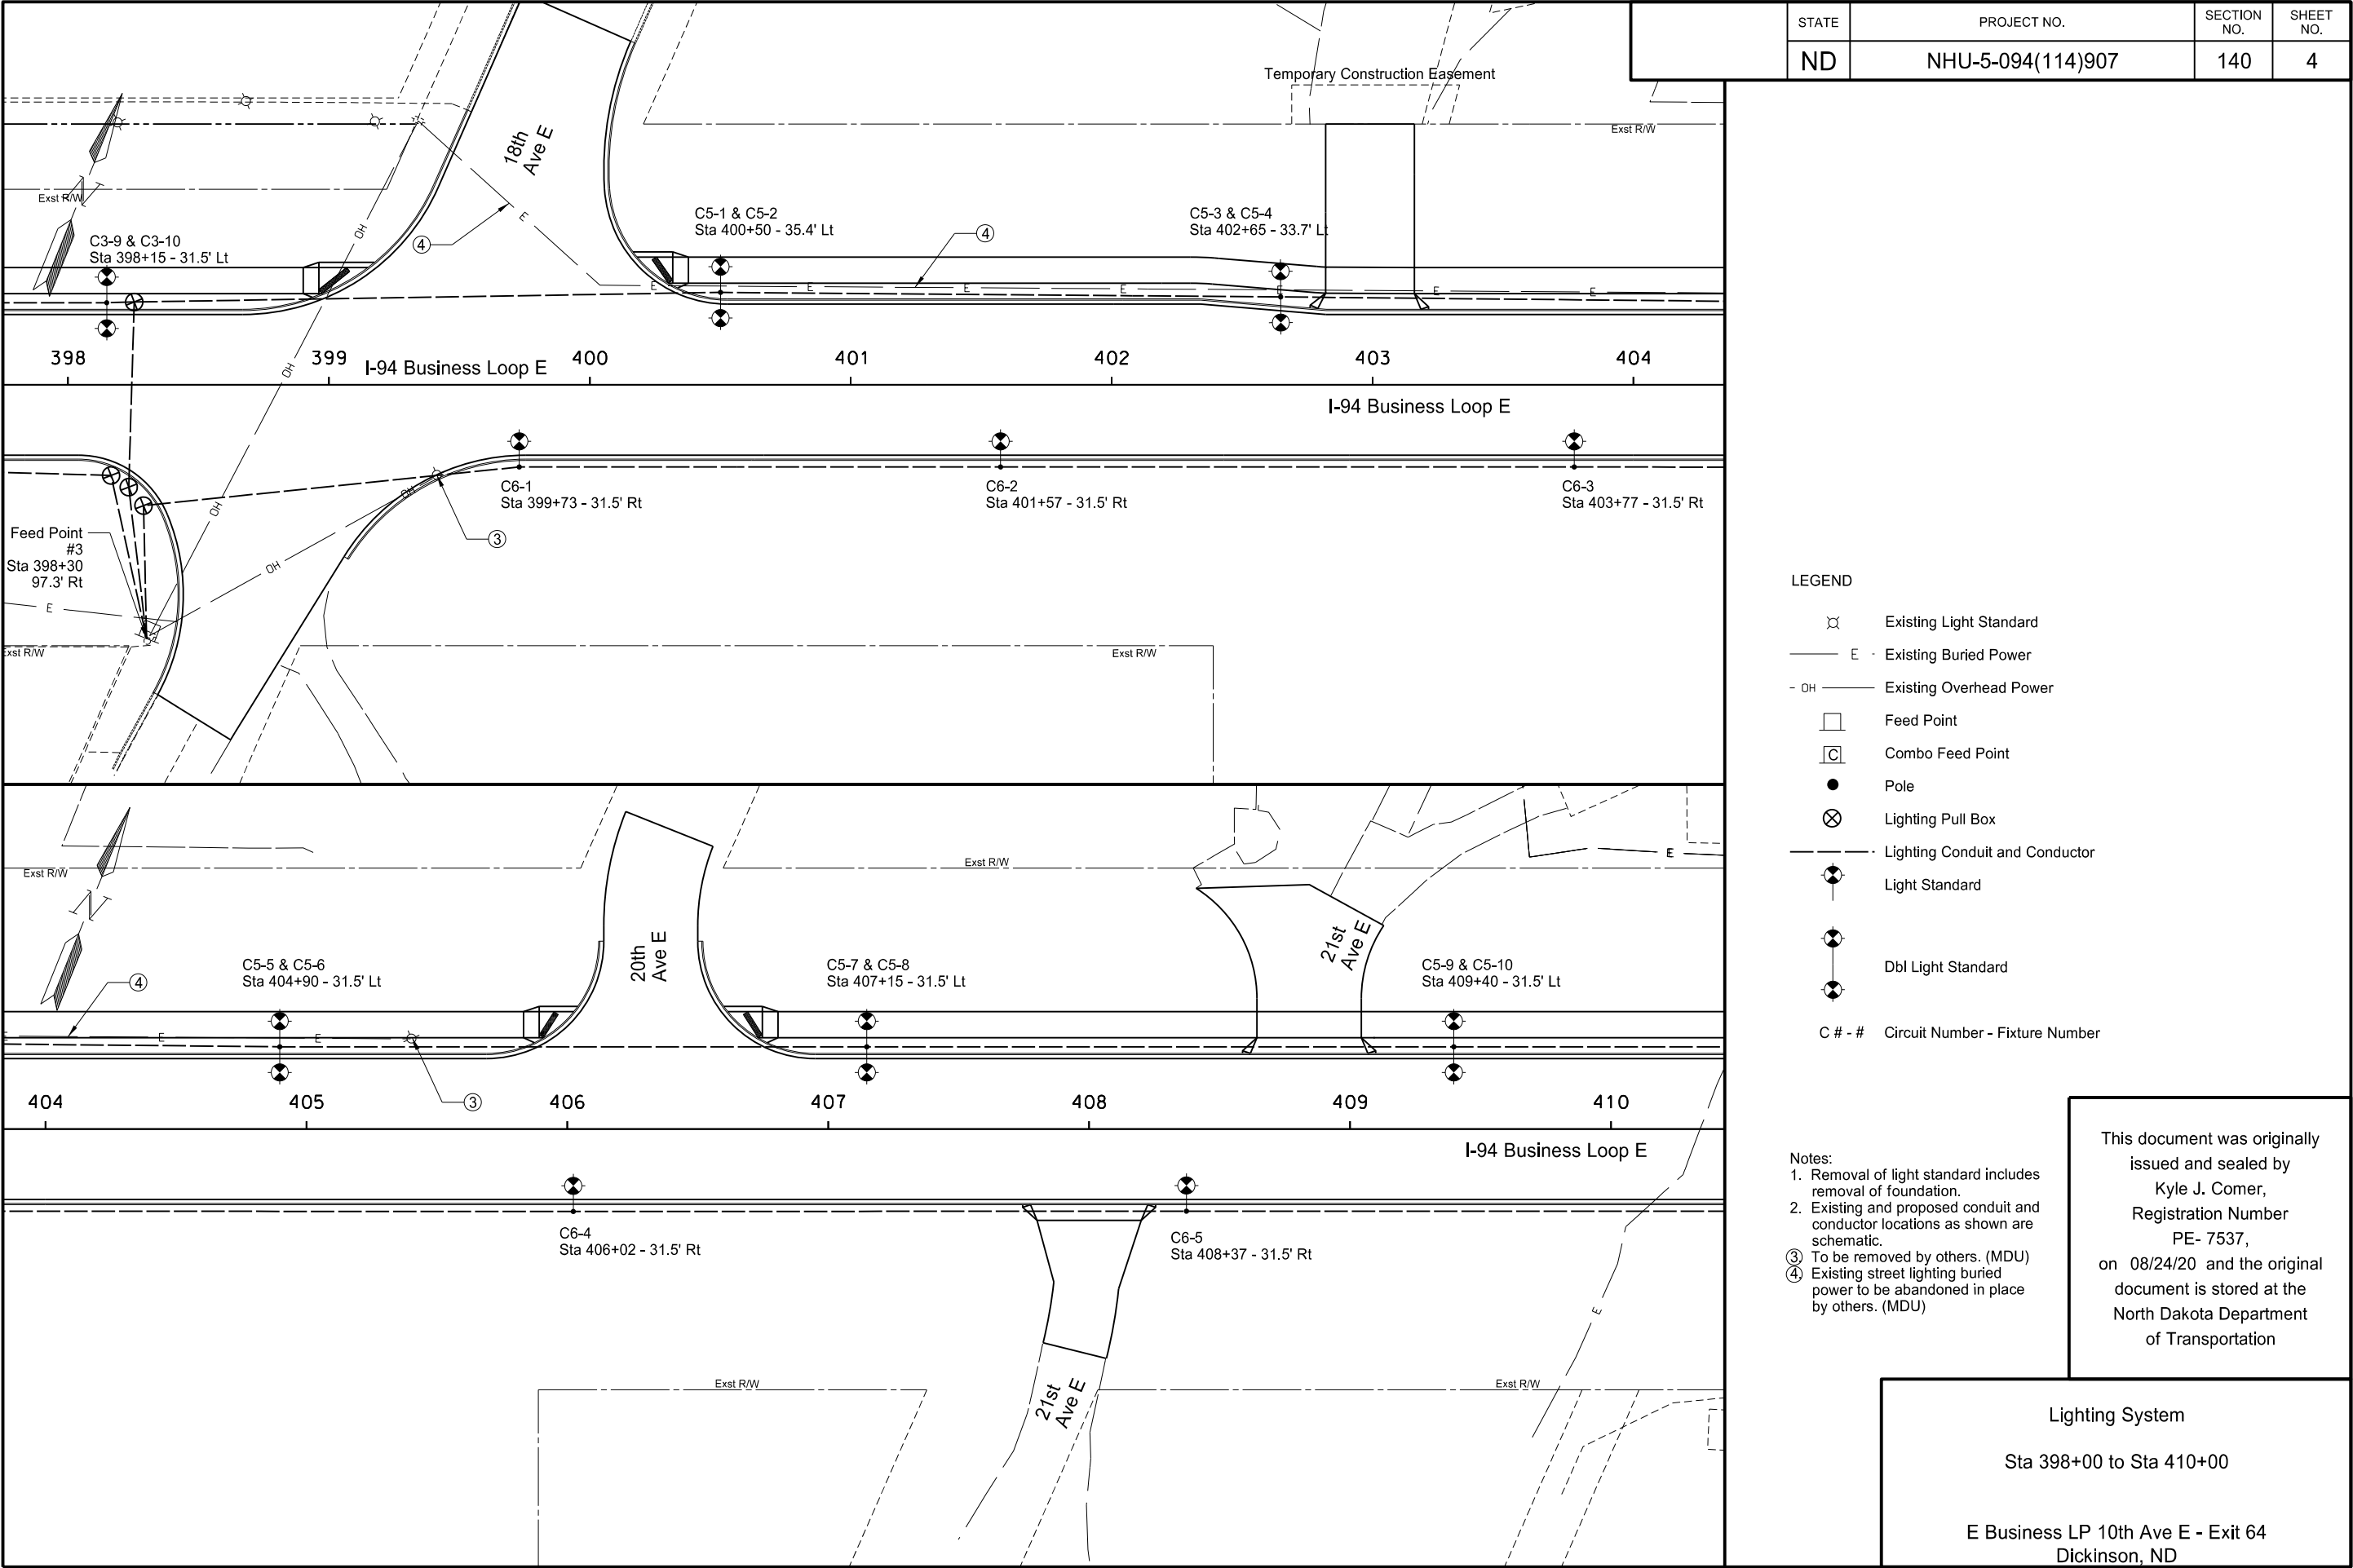 STATE
PROJECT NO.
SECTION
NO.
SHEET
NO.
ND
NHU-5-094(114)907
140
4
Temporary Construction Easement
Exst R/W
18th
Ave E
N
Exst R/W
OH
E
4
C3-9 & C3-10
Sta 398+15 - 31.5' Lt
C5-1 & C5-2
Sta 400+50 - 35.4' Lt
4
C5-3 & C5-4
Sta 402+65 - 33.7' Lt
E
E
E
E
E
E
E
398
399
400
401
402
403
404
OH
I-94 Business Loop E
I-94 Business Loop E
C6-1
Sta 399+73 - 31.5' Rt
C6-2
Sta 401+57 - 31.5' Rt
C6-3
Sta 403+77 - 31.5' Rt
OH
OH
3
OH
Feed Point
#3
Sta 398+30
97.3' Rt
E
Exst R/W
Exst R/W
Exst R/W
Exst R/W
E
N
20th
Ave E
21st
Ave E
C5-5 & C5-6
Sta 404+90 - 31.5' Lt
C5-7 & C5-8
Sta 407+15 - 31.5' Lt
C5-9 & C5-10
Sta 409+40 - 31.5' Lt
4
E
E
E
404
405
406
407
408
409
410
3
I-94 Business Loop E
C6-4
Sta 406+02 - 31.5' Rt
C6-5
Sta 408+37 - 31.5' Rt
E
Exst R/W
Exst R/W
21st
Ave E
LEGEND
Existing Light Standard
E
Existing Buried Power
OH
Existing Overhead Power
Feed Point
C
Combo Feed Point
Pole
Lighting Pull Box
Lighting Conduit and Conductor
Light Standard
Dbl Light Standard
C # - # Circuit Number - Fixture Number
Notes:
1. Removal of light standard includes
removal of foundation.
2. Existing and proposed conduit and
conductor locations as shown are
schematic.
3. To be removed by others. (MDU)
4. Existing street lighting buried
power to be abandoned in place
by others. (MDU)
This document was originally
issued and sealed by
Kyle J. Comer,
Registration Number
PE- 7537,
on 08/24/20 and the original
document is stored at the
North Dakota Department
of Transportation
Lighting System
Sta 398+00 to Sta 410+00
E Business LP 10th Ave E - Exit 64
Dickinson, ND